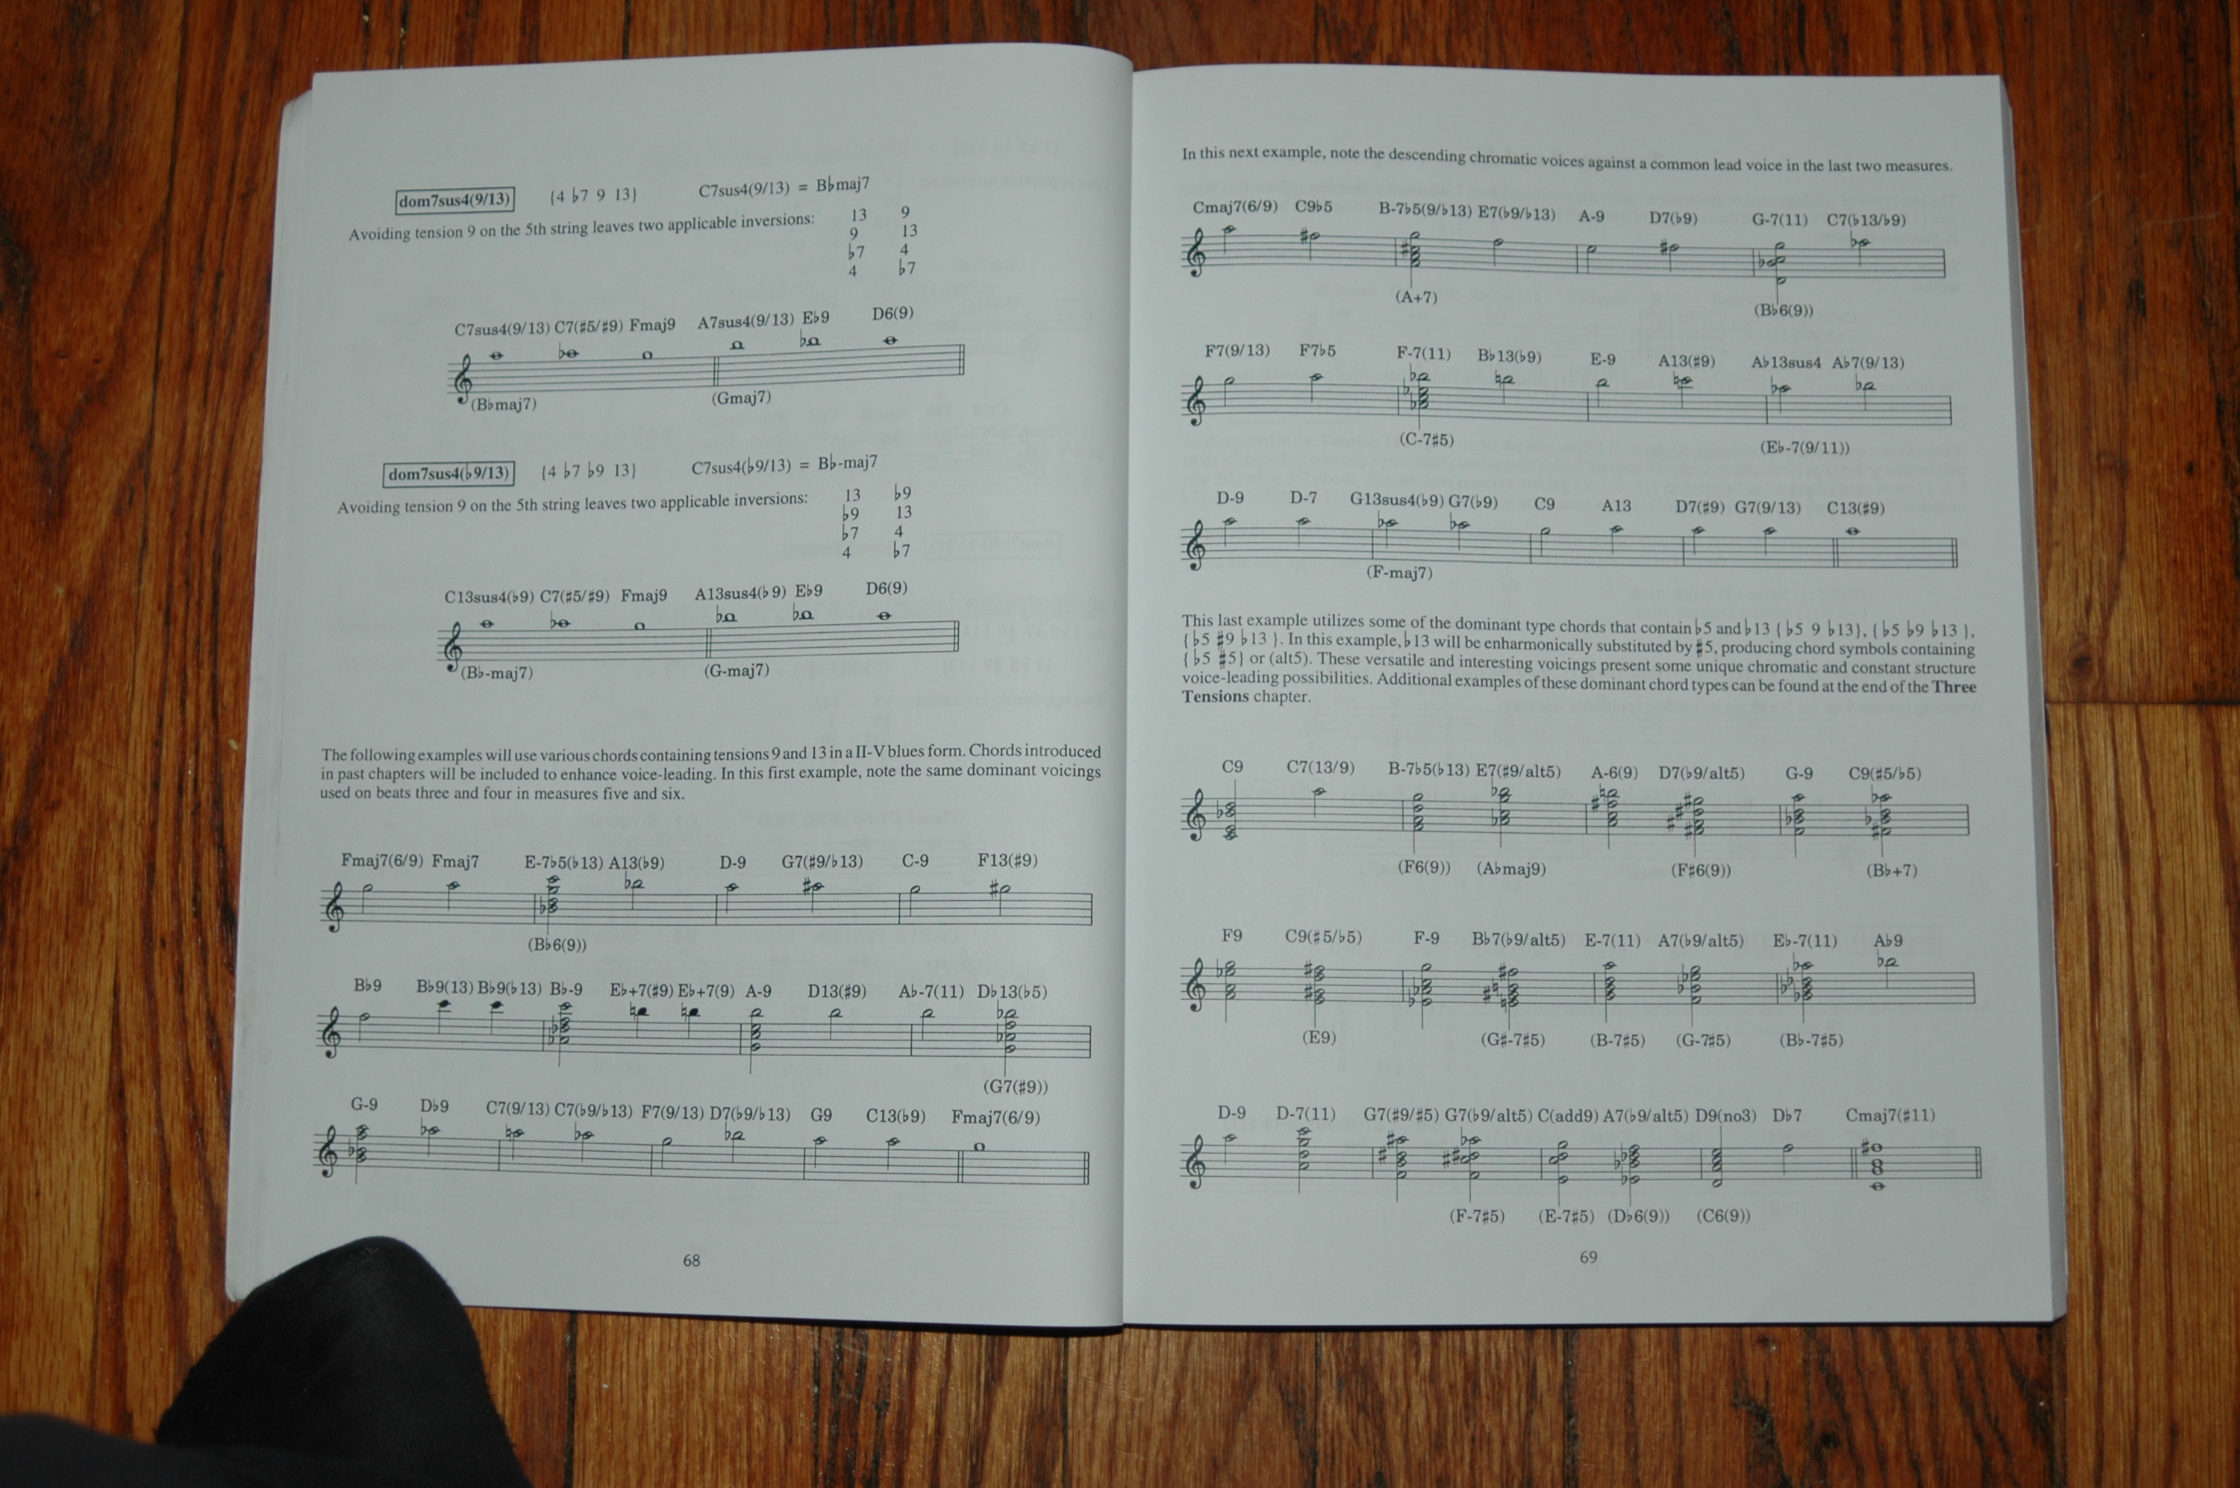 dom7sus4(9/13) {4 ♭7 9 13} C7sus4(9/13) = B♭maj7
Avoiding tension 9 on the 5th string leaves two applicable inversions: 13 9
9 13
♭7 4
4 ♭7
C7sus4(9/13) C7(♯5/♯9) Fmaj9 A7sus4(9/13) E♭9 D6(9)
(B♭maj7) (Gmaj7)
dom7sus4(♭9/13) {4 ♭7 ♭9 13} C7sus4(♭9/13) = B♭-maj7
Avoiding tension 9 on the 5th string leaves two applicable inversions: 13 ♭9
♭9 13
♭7 4
4 ♭7
C13sus4(♭9) C7(♯5/♯9) Fmaj9 A13sus4(♭9) E♭9 D6(9)
(B♭-maj7) (G-maj7)
The following examples will use various chords containing tensions 9 and 13 in a II-V blues form. Chords introduced
in past chapters will be included to enhance voice-leading. In this first example, note the same dominant voicings
used on beats three and four in measures five and six.
Fmaj7(6/9) Fmaj7 E-7♭5(♭13) A13(♭9) D-9 G7(♯9/♭13) C-9 F13(♯9)
(B♭6(9))
B♭9 B♭9(13) B♭9(♭13) B♭-9 E♭+7(♯9) E♭+7(9) A-9 D13(♯9) A♭-7(11) D♭13(♭5)
(G7(♯9))
G-9 D♭9 C7(9/13) C7(♭9/♭13) F7(9/13) D7(♭9/♭13) G9 C13(♭9) Fmaj7(6/9)
68
In this next example, note the descending chromatic voices against a common lead voice in the last two measures.
Cmaj7(6/9) C9♭5 B-7♭5(9/♭13) E7(♭9/♭13) A-9 D7(♭9) G-7(11) C7(♭13/♭9)
(A+7) (B♭6(9))
F7(9/13) F7♭5 F-7(11) B♭13(♭9) E-9 A13(♯9) A♭13sus4 A♭7(9/13)
(C-7♯5) (E♭-7(9/11))
D-9 D-7 G13sus4(♭9) G7(♭9) C9 A13 D7(♯9) G7(9/13) C13(♯9)
(F-maj7)
This last example utilizes some of the dominant type chords that contain ♭5 and ♭13 { ♭5 9 ♭13}, { ♭5 ♭9 ♭13 },
{ ♭5 ♯9 ♭13 }. In this example, ♭13 will be enharmonically substituted by ♯5, producing chord symbols containing
{ ♭5 ♯5} or (alt5). These versatile and interesting voicings present some unique chromatic and constant structure
voice-leading possibilities. Additional examples of these dominant chord types can be found at the end of the Three
Tensions chapter.
C9 C7(13/9) B-7♭5(♭13) E7(♯9/alt5) A-6(9) D7(♭9/alt5) G-9 C9(♯5/♭5)
(F6(9)) (A♭maj9) (F♯6(9)) (B♭+7)
F9 C9(♯5/♭5) F-9 B♭7(♭9/alt5) E-7(11) A7(♭9/alt5) E♭-7(11) A♭9
(E9) (G♯-7♯5) (B-7♯5) (G-7♯5) (B♭-7♯5)
D-9 D-7(11) G7(♯9/♯5) G7(♭9/alt5) C(add9) A7(♭9/alt5) D9(no3) D♭7 Cmaj7(♯11)
(F-7♯5) (E-7♯5) (D♭6(9)) (C6(9))
69